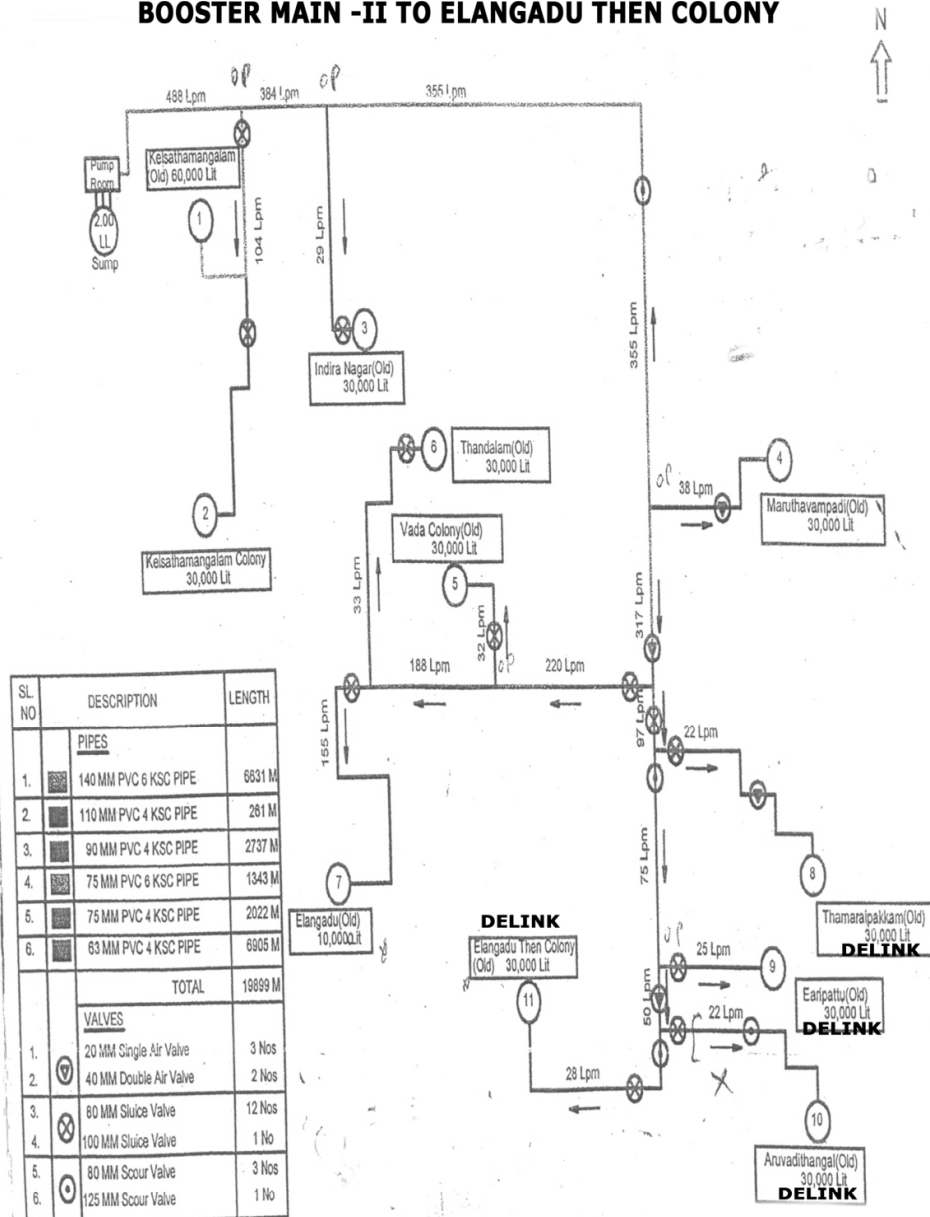 BOOSTER MAIN -II TO ELANGADU THEN COLONY
N
OP
OP
488 Lpm
384 Lpm
355 Lpm
Pump
Room
2.00
LL
Sump
Kelsathamangalam
(Old) 60,000 Lit
1
104 Lpm
29 Lpm
3
Indira Nagar(Old)
30,000 Lit
355 Lpm
6
Thandalam(Old)
30,000 Lit
OP
38 Lpm
4
Maruthavampadi(Old)
30,000 Lit
2
Kelsathamangalam Colony
30,000 Lit
Vada Colony(Old)
30,000 Lit
5
33 Lpm
32 Lpm
OP
317 Lpm
188 Lpm
220 Lpm
155 Lpm
97 Lpm
22 Lpm
75 Lpm
8
Thamaraipakkam(Old)
30,000 Lit
DELINK
7
Elangadu(Old)
10,000Lit
DELINK
Elangadu Then Colony
(Old) 30,000 Lit
11
OP
25 Lpm
9
Earipattu(Old)
30,000 Lit
DELINK
50 Lpm
22 Lpm
X
28 Lpm
10
Aruvadithangal(Old)
30,000 Lit
DELINK
SL. NO DESCRIPTION LENGTH
PIPES
1. 140 MM PVC 6 KSC PIPE 6631 M
2. 110 MM PVC 4 KSC PIPE 261 M
3. 90 MM PVC 4 KSC PIPE 2737 M
4. 75 MM PVC 6 KSC PIPE 1343 M
5. 75 MM PVC 4 KSC PIPE 2022 M
6. 63 MM PVC 4 KSC PIPE 6905 M
TOTAL 19899 M
VALVES
1. 20 MM Single Air Valve 3 Nos
2. 40 MM Double Air Valve 2 Nos
3. 80 MM Sluice Valve 12 Nos
4. 100 MM Sluice Valve 1 No
5. 80 MM Scour Valve 3 Nos
6. 125 MM Scour Valve 1 No